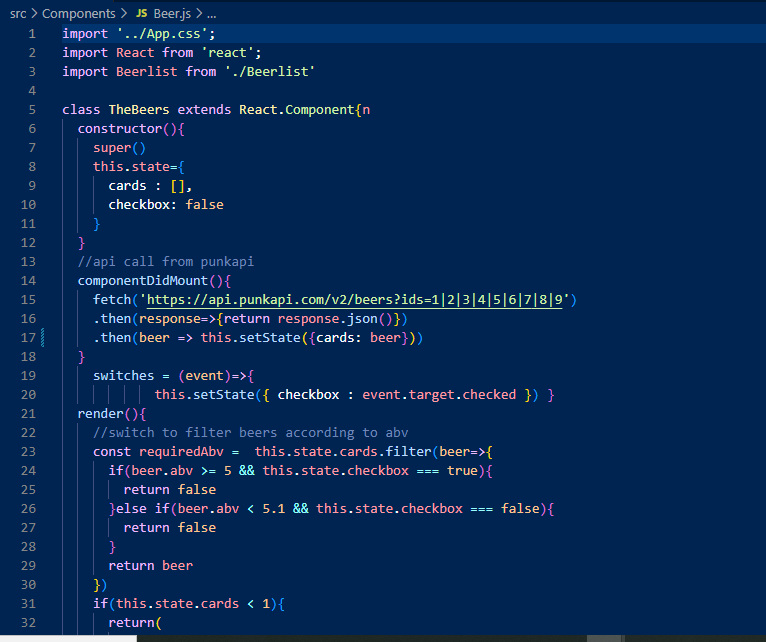 src > Components > JS Beer.js > ...
1 import '../App.css';
2 import React from 'react';
3 import Beerlist from './Beerlist'
4
5 class TheBeers extends React.Component{n
6 constructor(){
7 super()
8 this.state={
9 cards : [],
10 checkbox: false
11 }
12 }
13 //api call from punkapi
14 componentDidMount(){
15 fetch('https://api.punkapi.com/v2/beers?ids=1|2|3|4|5|6|7|8|9')
16 .then(response=>{return response.json()})
17 .then(beer => this.setState({cards: beer}))
18 }
19 switches = (event)=>{
20 this.setState({ checkbox : event.target.checked }) }
21 render(){
22 //switch to filter beers according to abv
23 const requiredAbv =  this.state.cards.filter(beer=>{
24 if(beer.abv >= 5 && this.state.checkbox === true){
25 return false
26 }else if(beer.abv < 5.1 && this.state.checkbox === false){
27 return false
28 }
29 return beer
30 })
31 if(this.state.cards < 1){
32 return(